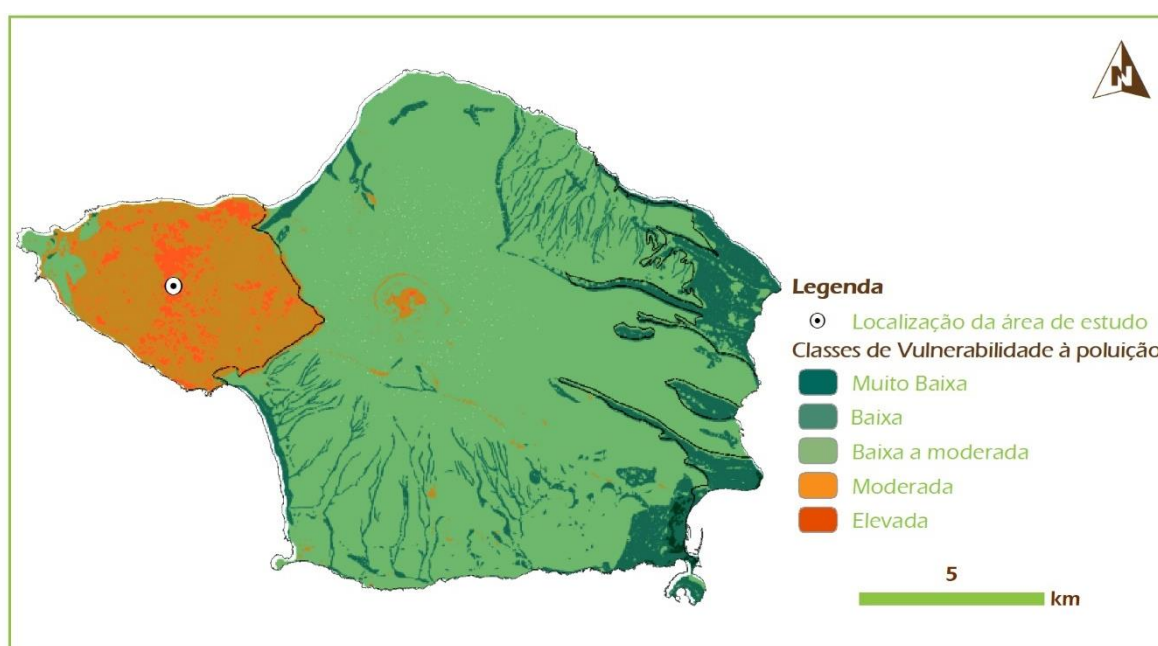 N
Legenda
Localização da área de estudo
Classes de Vulnerabilidade à poluição
Muito Baixa
Baixa
Baixa a moderada
Moderada
Elevada
5
km